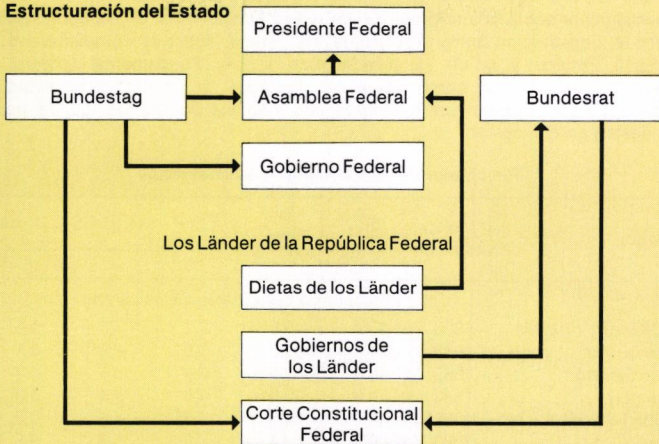 Estructuración del Estado
Presidente Federal
Bundestag
Asamblea Federal
Bundesrat
Gobierno Federal
Los Länder de la República Federal
Dietas de los Länder
Gobiernos de
los Länder
Corte Constitucional
Federal